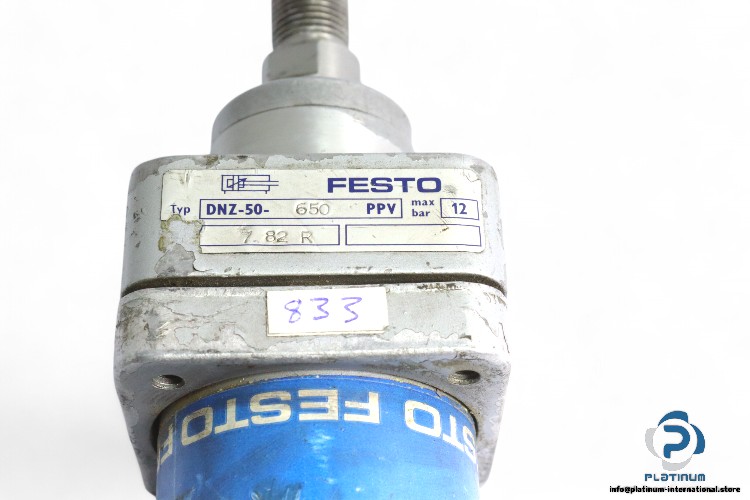 FESTO
Typ DNZ-50- 650 PPV max bar 12
7.82 R
833
STO FESTO FE
PLATINUM
info@platinum-international.store